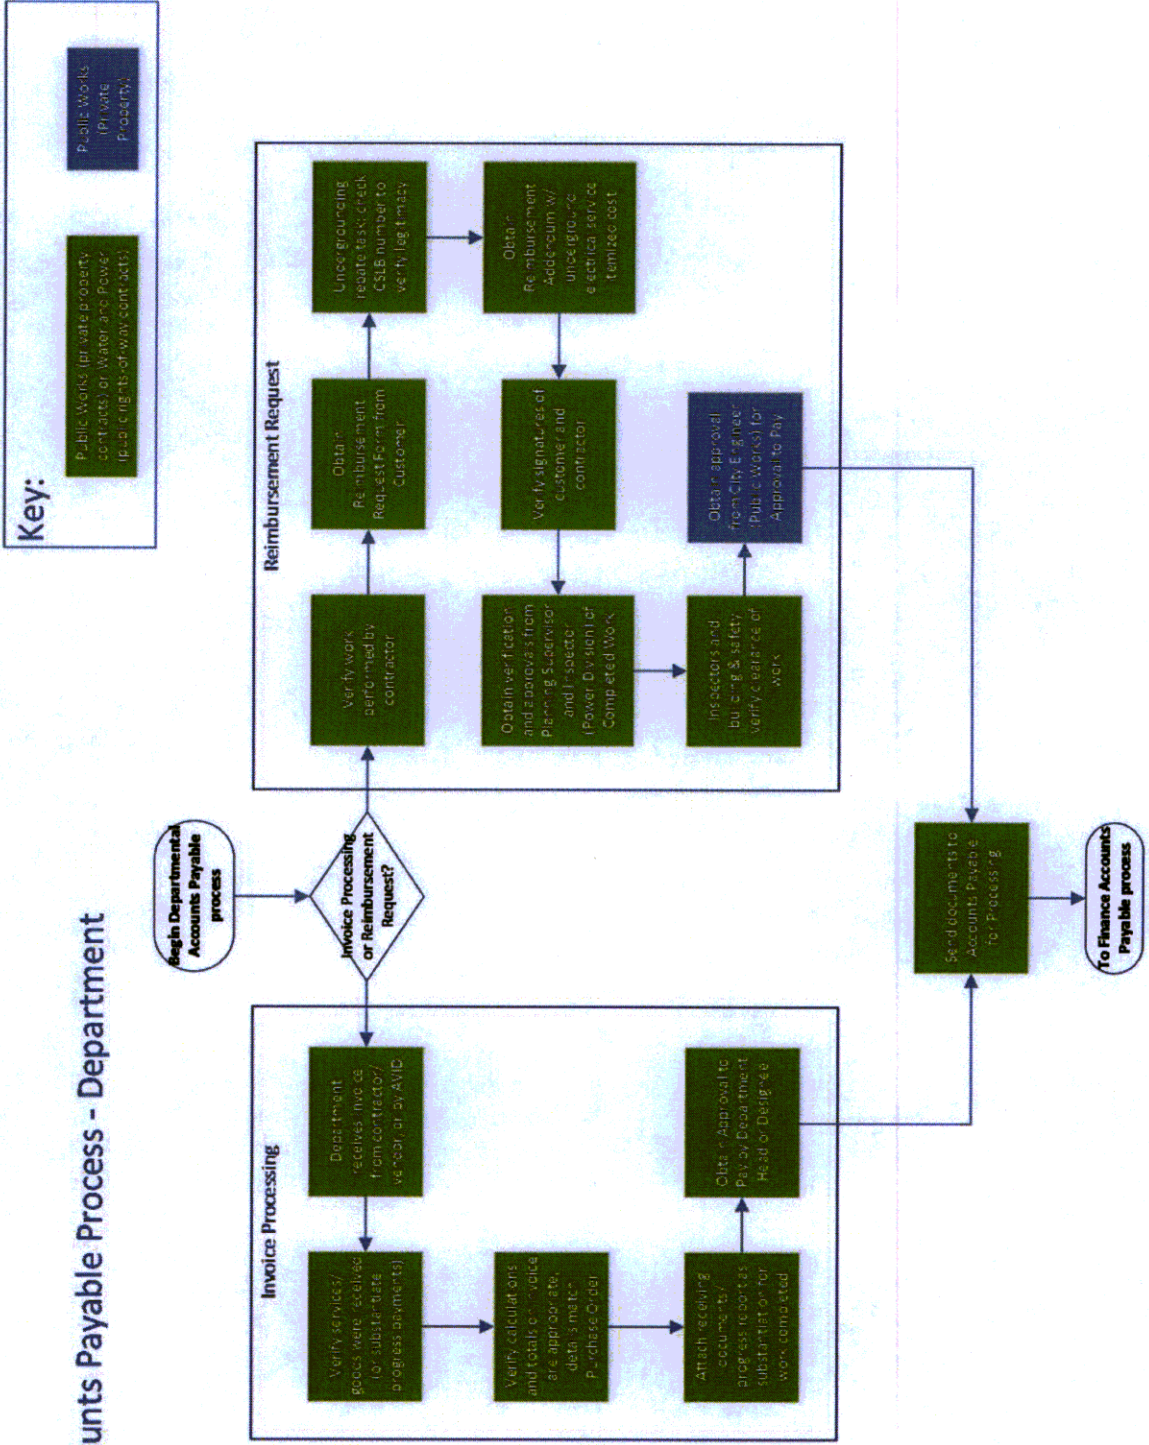 unts Payable Process - Department
Key:
Public Works (private property
contracts) or Water and Power
(public rights-of-way contracts)
Public Works
(Private
Property)
Begin Departmental
Accounts Payable
process
Invoice Processing
or Reimbursement
Request?
Invoice Processing
Department
receives invoice
from contractor/
vendor, or by AVID
Verify services/
goods were received
(or substantiate
progress payments)
Verify calculations
and totals on invoice
are appropriate,
details match
Purchase Order
Attach receiving
documents/
progress report as
substantiation for
work completed
Obtain Approval to
Pay by Department
Head or Designee
Reimbursement Request
Verify work
performed by
contractor
Obtain
Reimbursement
Request Form from
Customer
Undergrounding
rebate task: check
CSLB number to
verify legitimacy
Obtain
Reimbursement
Addendum w/
underground
electrical service
itemized cost
Verify signatures of
customer and
contractor
Obtain verification
and approvals from
Planning Supervisor
and Inspector
(Power Division) of
Completed Work
Inspectors and
building & safety
verify clearance of
work
Obtain approval
from City Engineer
(Public Works) for
Approval to Pay
Send documents to
Accounts Payable
for Processing
To Finance Accounts
Payable process